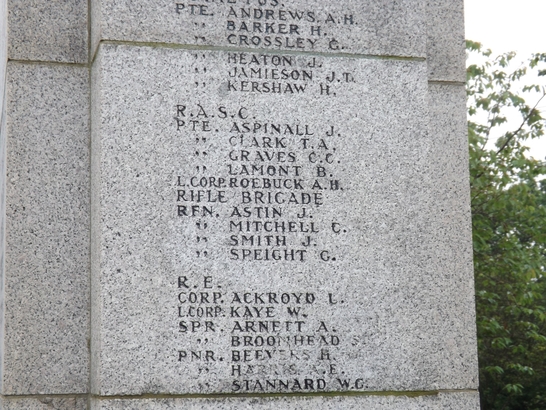 PTE. ANDREWS A.H.
" BARKER H.
" CROSSLEY G.
" HEATON J.
" JAMIESON J.T.
" KERSHAW H.
R.A.S.C.
PTE. ASPINALL J.
" CLARK T.A.
" GRAVES C.C.
" LAMONT B.
L.CORP. ROEBUCK A.H.
RIFLE BRIGADE
RFN. ASTIN J.
" MITCHELL C.
" SMITH J.
" SPEIGHT G.
R.E.
CORP. ACKROYD L.
L.CORP. KAYE W.
SPR. ARNETT A.
" BROOMHEAD S
PNR. BEEVERS H.
" HARRIS A.E.
" STANNARD W.G.